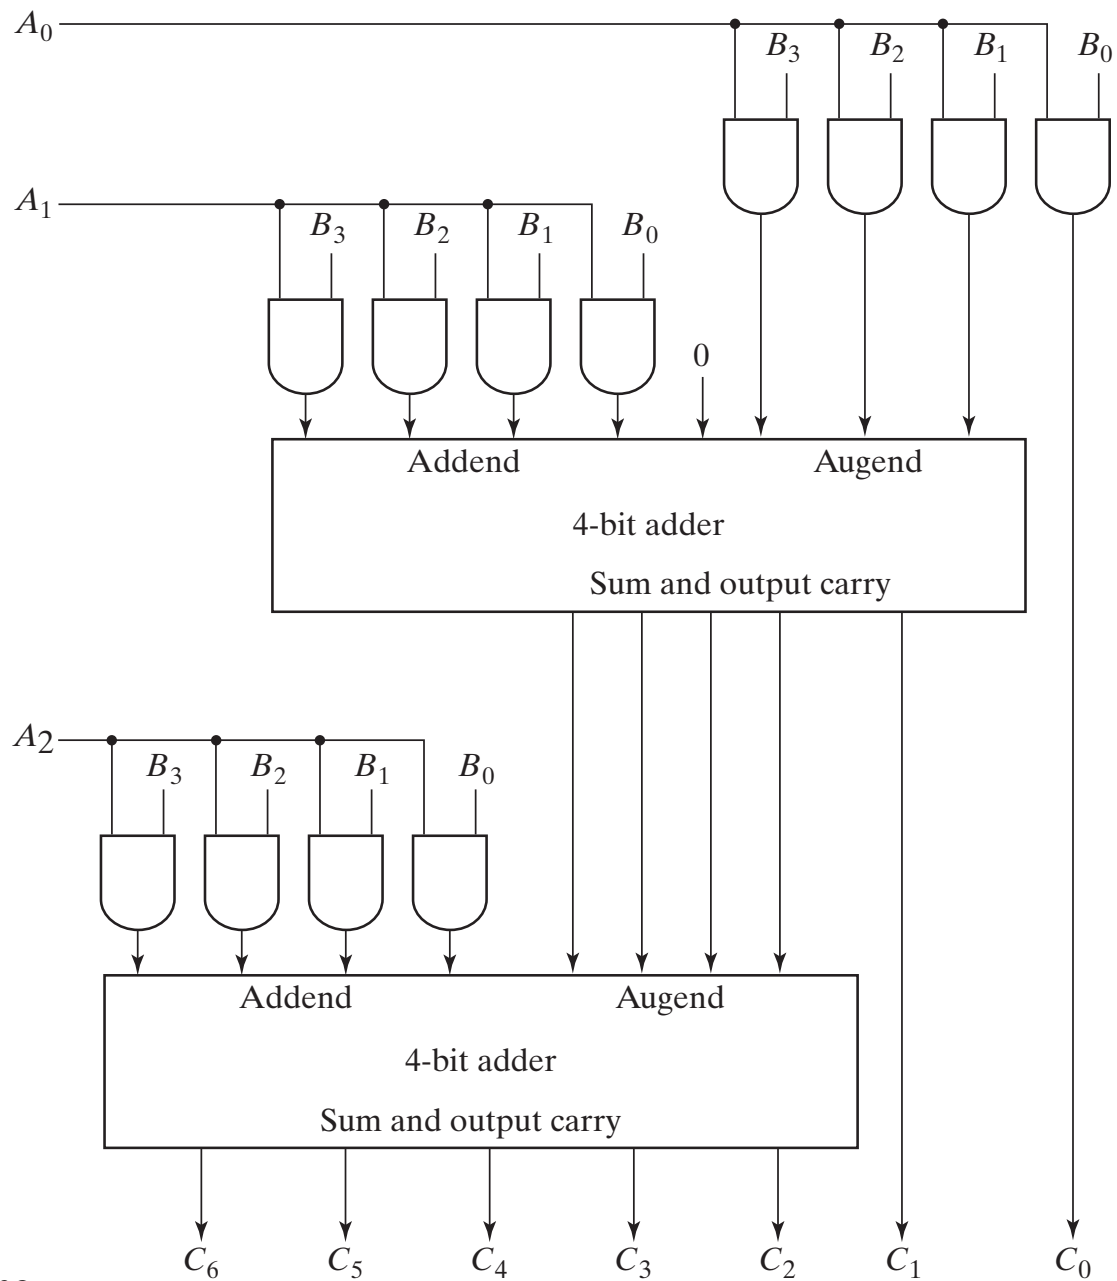 A0
B3 B2 B1 B0
A1
B3 B2 B1 B0
0
Addend Augend
4-bit adder
Sum and output carry
A2
B3 B2 B1 B0
Addend Augend
4-bit adder
Sum and output carry
C6 C5 C4 C3 C2 C1 C0